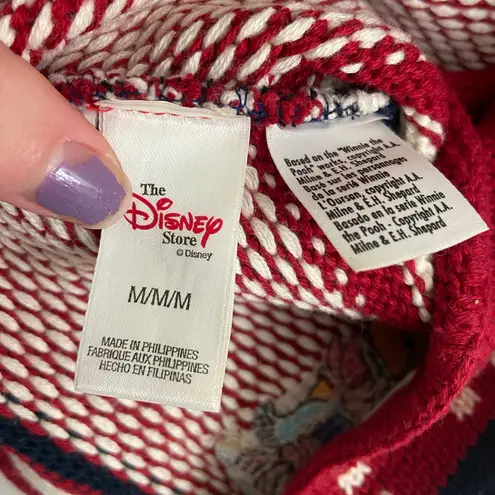 The
Disney
Store
© Disney
M/M/M
MADE IN PHILIPPINES
FABRIQUE AUX PHILIPPINES
HECHO EN FILIPINAS
Based on the "Winnie the
Pooh" works, copyright A.A.
Milne & E.H. Shepard
Basé sur les personnages
de la série Winnie
l'Ourson, copyright A.A.
Milne & E.H. Shepard
Basado en la serie Winnie
the Pooh - Copyright A.A.
Milne & E.H. Shepard